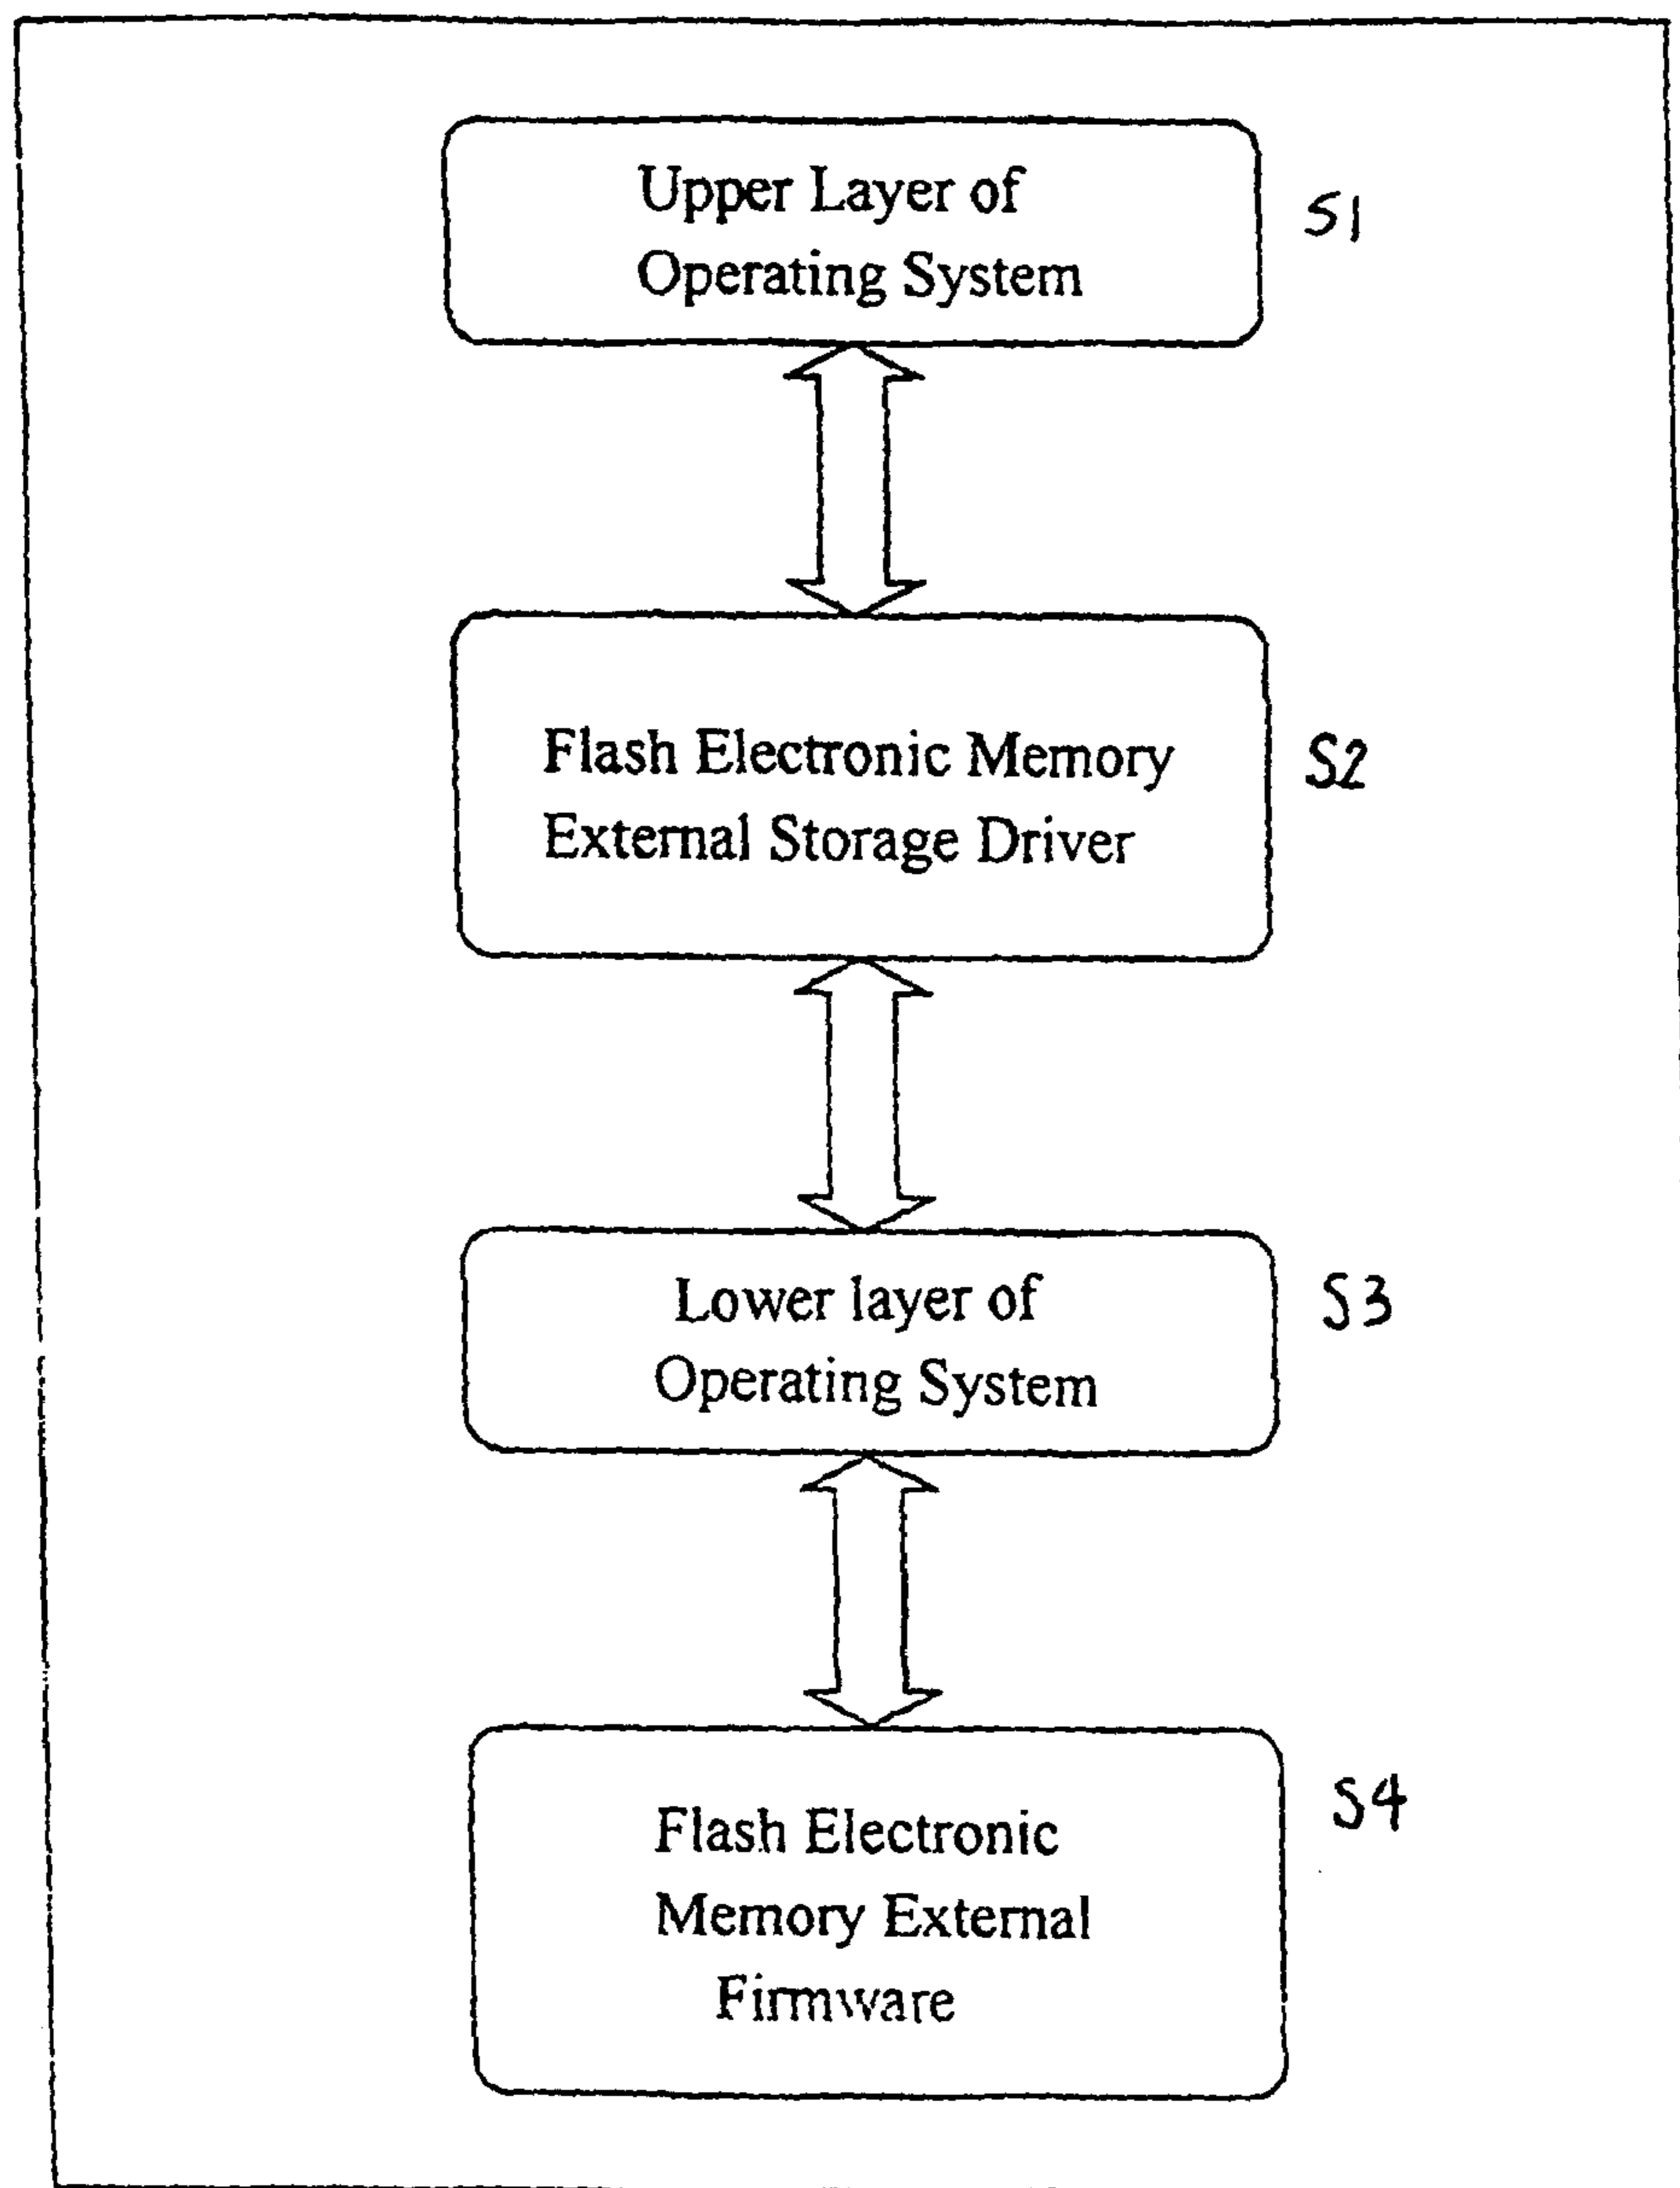 Upper Layer of
Operating System
S1
Flash Electronic Memory
External Storage Driver
S2
Lower layer of
Operating System
S3
Flash Electronic
Memory External
Firmware
S4